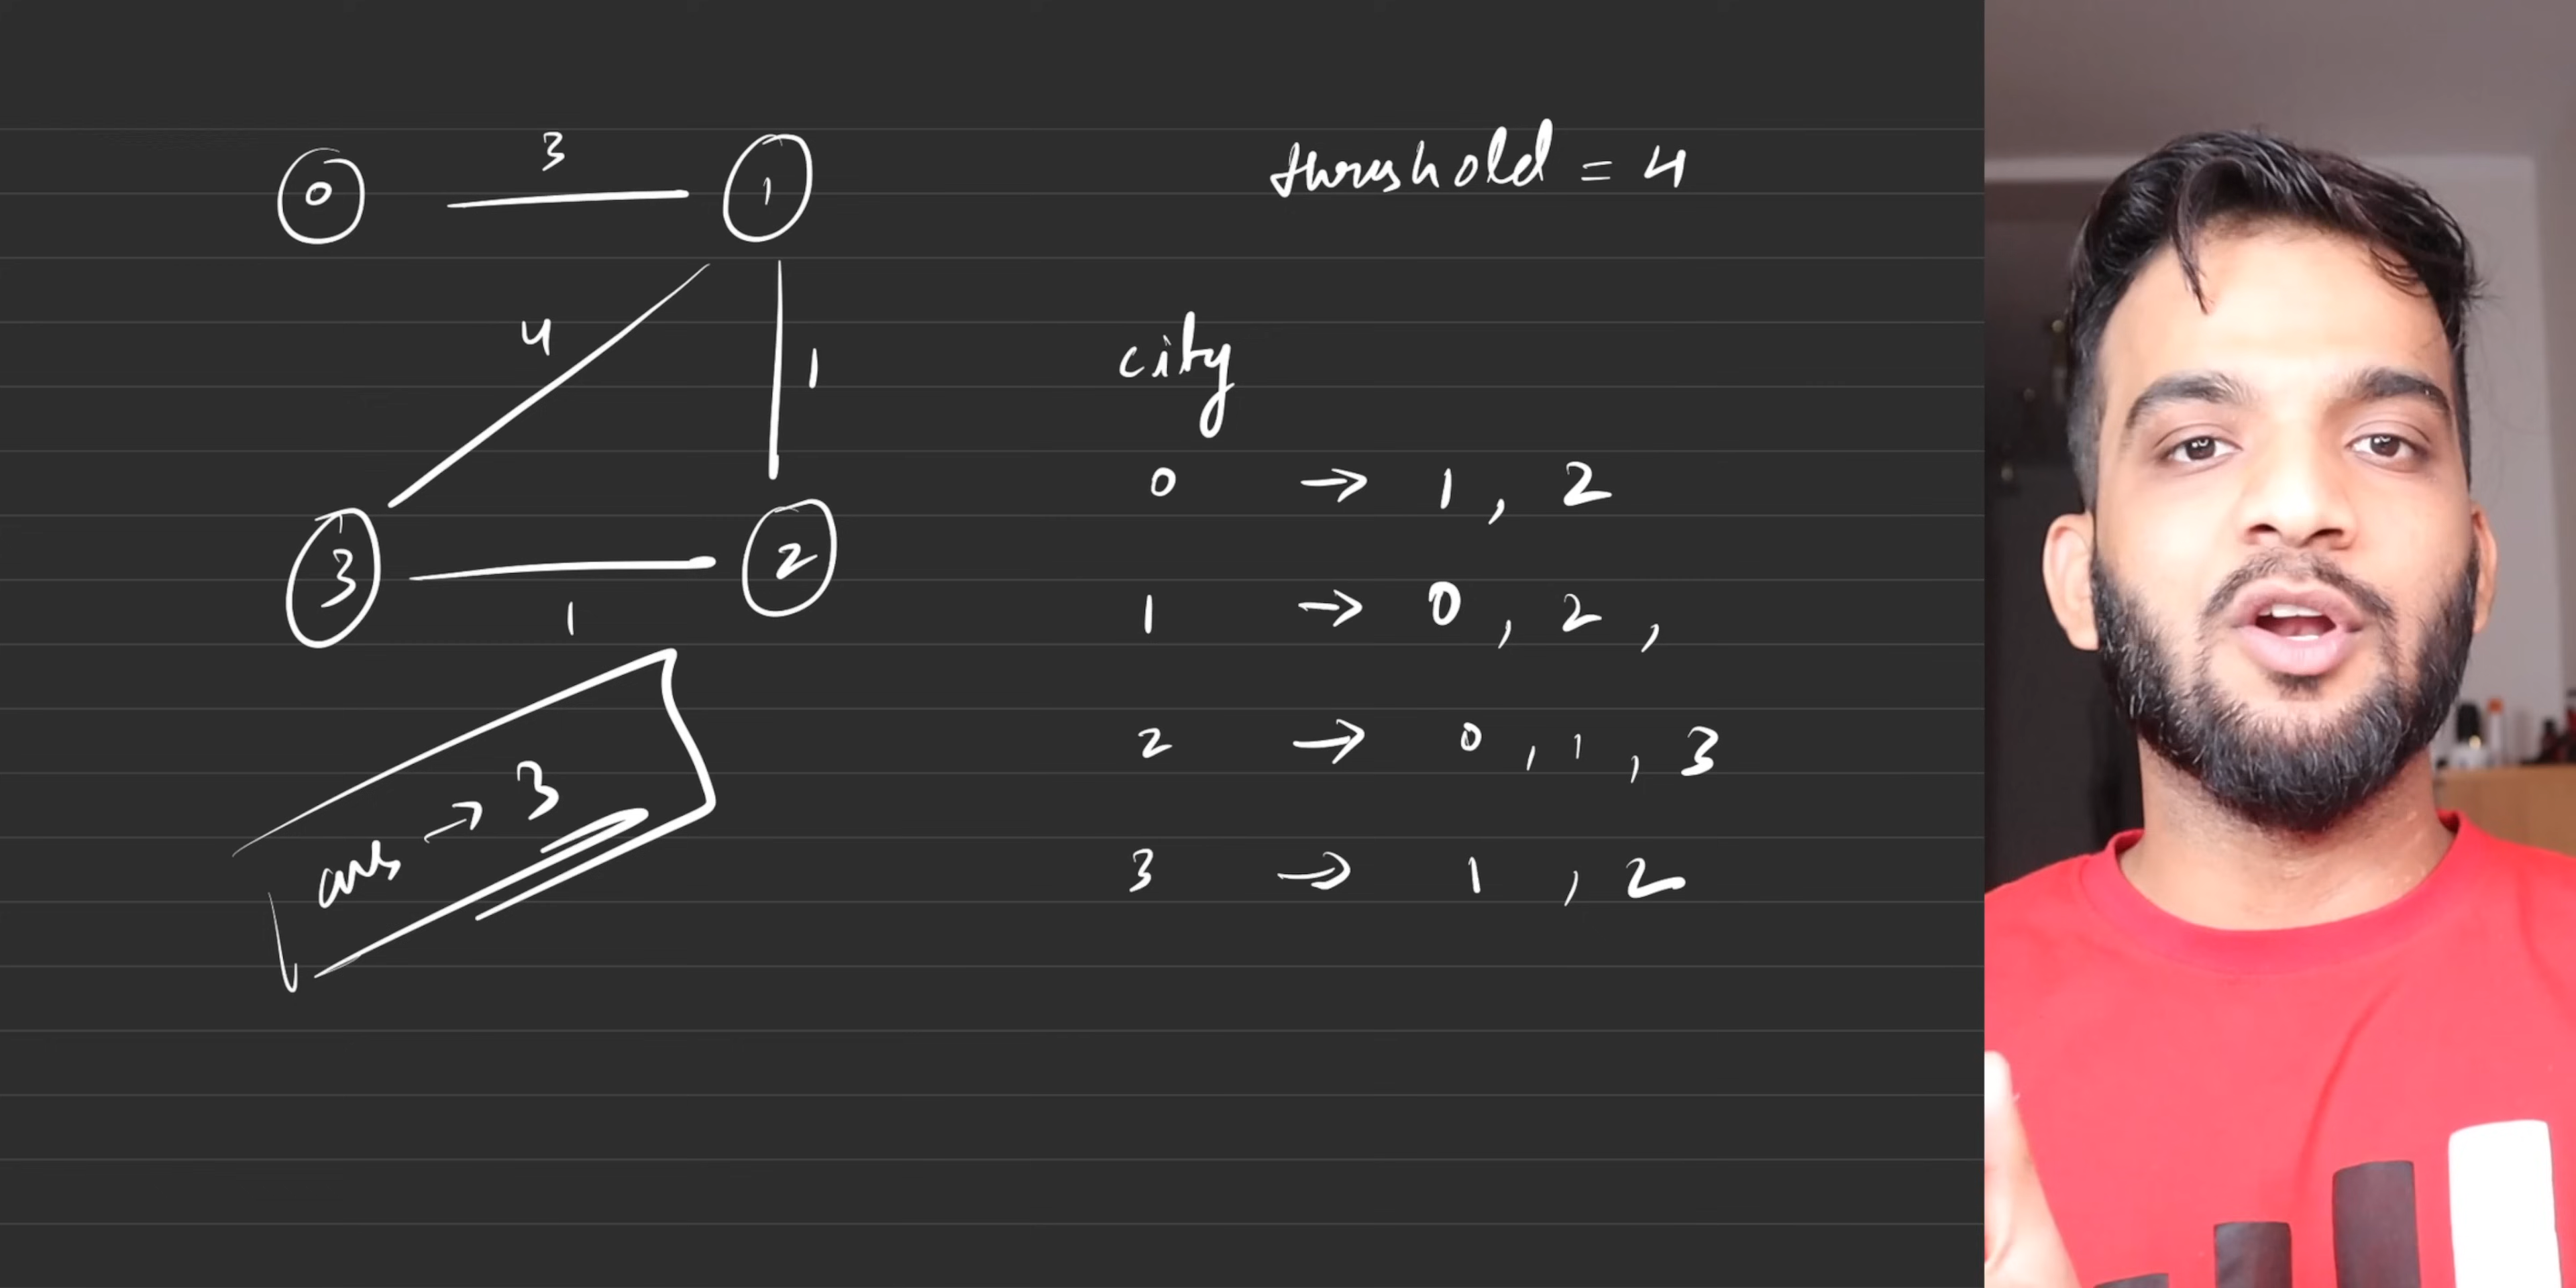 threshold = 4
0 3 1
4 1
3 1 2
ans → 3
city
0 → 1, 2
1 → 0, 2,
2 → 0, 1, 3
3 → 1, 2